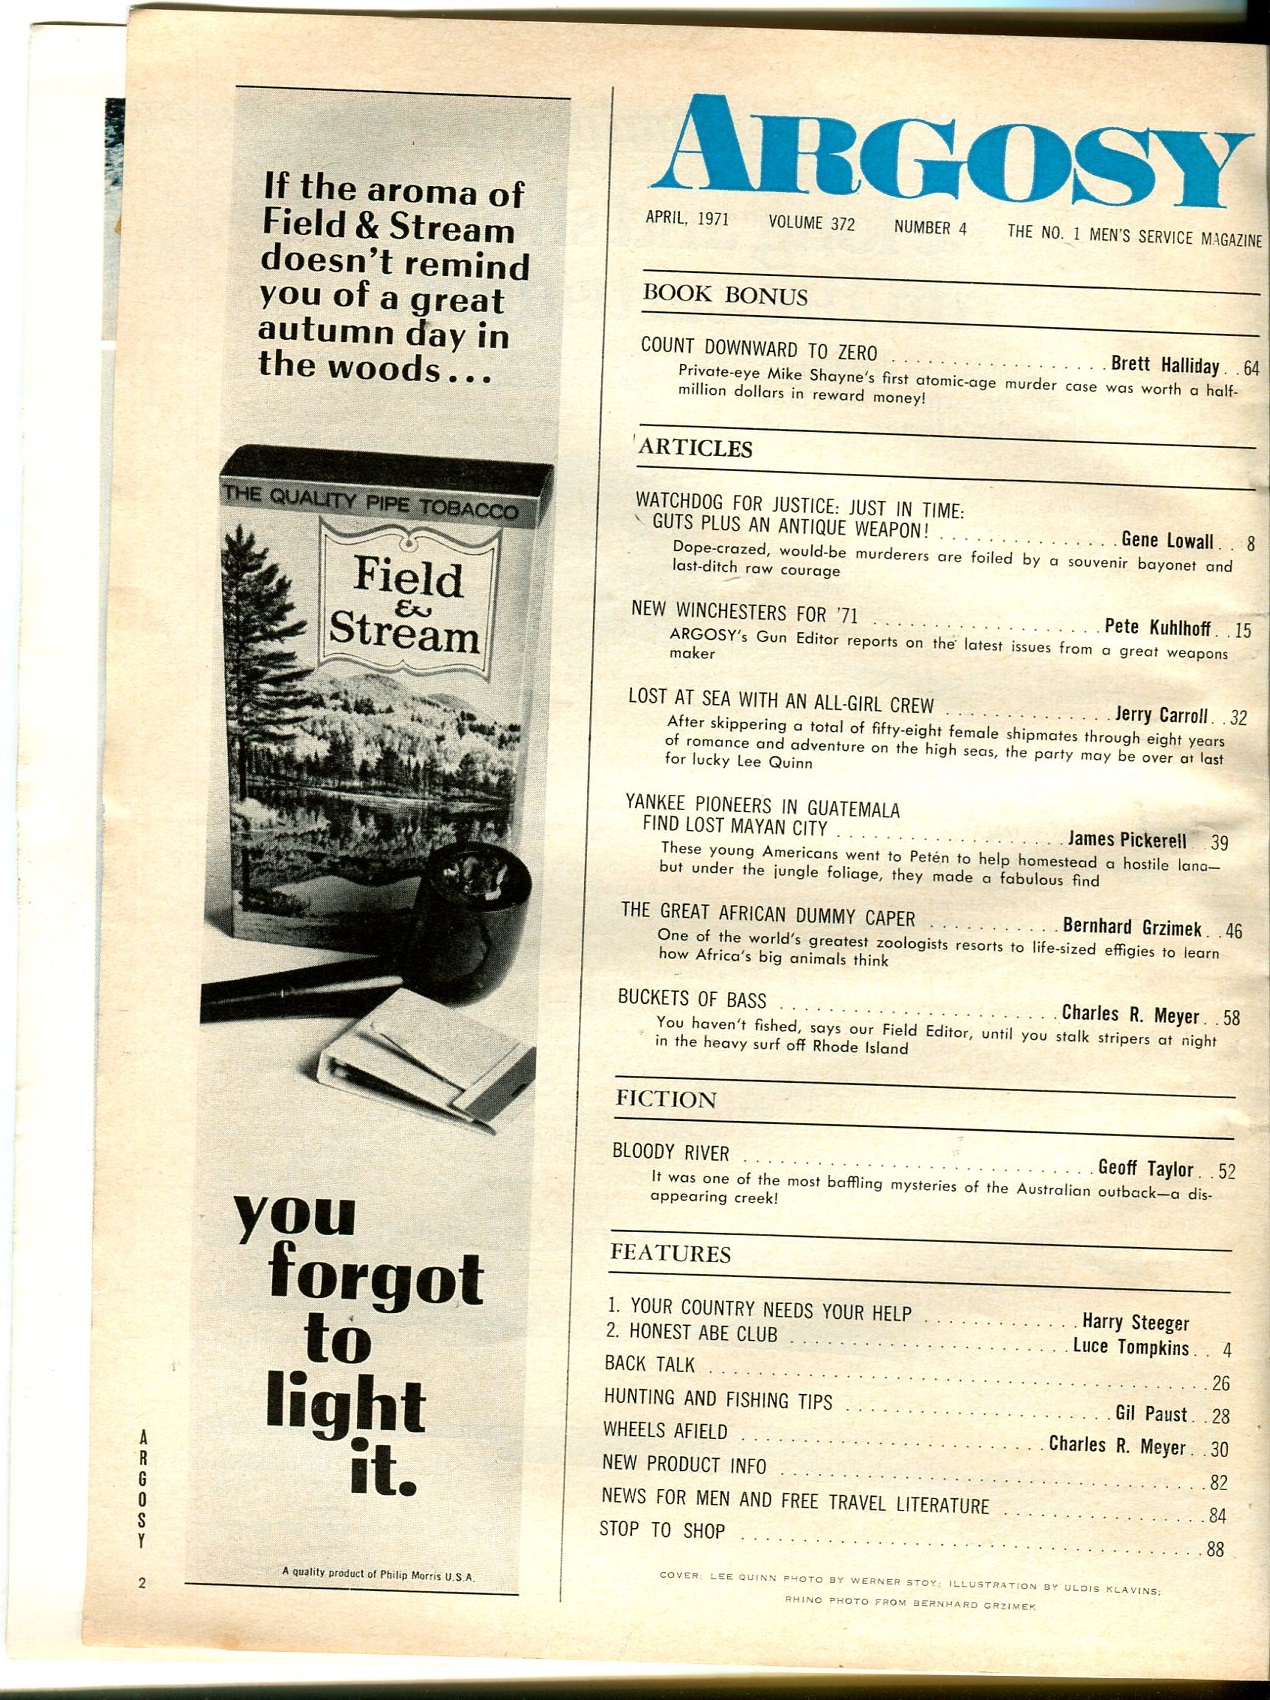 If the aroma of
Field & Stream
doesn't remind
you of a great
autumn day in
the woods...
THE QUALITY PIPE TOBACCO
Field
&
Stream
you
forgot
to
light
it.
A quality product of Philip Morris U.S.A.
ARGOSY
2
ARGOSY
APRIL, 1971 VOLUME 372 NUMBER 4 THE NO. 1 MEN'S SERVICE MAGAZINE
BOOK BONUS
COUNT DOWNWARD TO ZERO . . . . . . . . . . . . . . . . Brett Halliday . . 64
Private-eye Mike Shayne's first atomic-age murder case was worth a half-
million dollars in reward money!
ARTICLES
WATCHDOG FOR JUSTICE: JUST IN TIME:
GUTS PLUS AN ANTIQUE WEAPON! . . . . . . . . . . . . . Gene Lowall . . 8
Dope-crazed, would-be murderers are foiled by a souvenir bayonet and
last-ditch raw courage
NEW WINCHESTERS FOR '71 . . . . . . . . . . . . . . . . . Pete Kuhlhoff . . 15
ARGOSY's Gun Editor reports on the latest issues from a great weapons
maker
LOST AT SEA WITH AN ALL-GIRL CREW . . . . . . . . . . . . . Jerry Carroll . . 32
After skippering a total of fifty-eight female shipmates through eight years
of romance and adventure on the high seas, the party may be over at last
for lucky Lee Quinn
YANKEE PIONEERS IN GUATEMALA
FIND LOST MAYAN CITY . . . . . . . . . . . . . . . . . James Pickerell . . 39
These young Americans went to Petén to help homestead a hostile land—
but under the jungle foliage, they made a fabulous find
THE GREAT AFRICAN DUMMY CAPER . . . . . . . . . . Bernhard Grzimek . . 46
One of the world's greatest zoologists resorts to life-sized effigies to learn
how Africa's big animals think
BUCKETS OF BASS . . . . . . . . . . . . . . . . . . . . . Charles R. Meyer . . 58
You haven't fished, says our Field Editor, until you stalk stripers at night
in the heavy surf off Rhode Island
FICTION
BLOODY RIVER . . . . . . . . . . . . . . . . . . . . . . . . . . Geoff Taylor . . 52
It was one of the most baffling mysteries of the Australian outback—a dis-
appearing creek!
FEATURES
1. YOUR COUNTRY NEEDS YOUR HELP . . . . . . . . . . . . Harry Steeger
2. HONEST ABE CLUB . . . . . . . . . . . . . . . . . . . . . Luce Tompkins . . 4
BACK TALK . . . . . . . . . . . . . . . . . . . . . . . . . . . . . . . . . . . . . . 26
HUNTING AND FISHING TIPS . . . . . . . . . . . . . . . . . . . . Gil Paust . . 28
WHEELS AFIELD . . . . . . . . . . . . . . . . . . . . . . . Charles R. Meyer . . 30
NEW PRODUCT INFO . . . . . . . . . . . . . . . . . . . . . . . . . . . . . . . . 82
NEWS FOR MEN AND FREE TRAVEL LITERATURE . . . . . . . . . . . . . . . 84
STOP TO SHOP . . . . . . . . . . . . . . . . . . . . . . . . . . . . . . . . . . . . 88
COVER: LEE QUINN PHOTO BY WERNER STOY; ILLUSTRATION BY ULDIS KLAVINS;
RHINO PHOTO FROM BERNHARD GRZIMEK